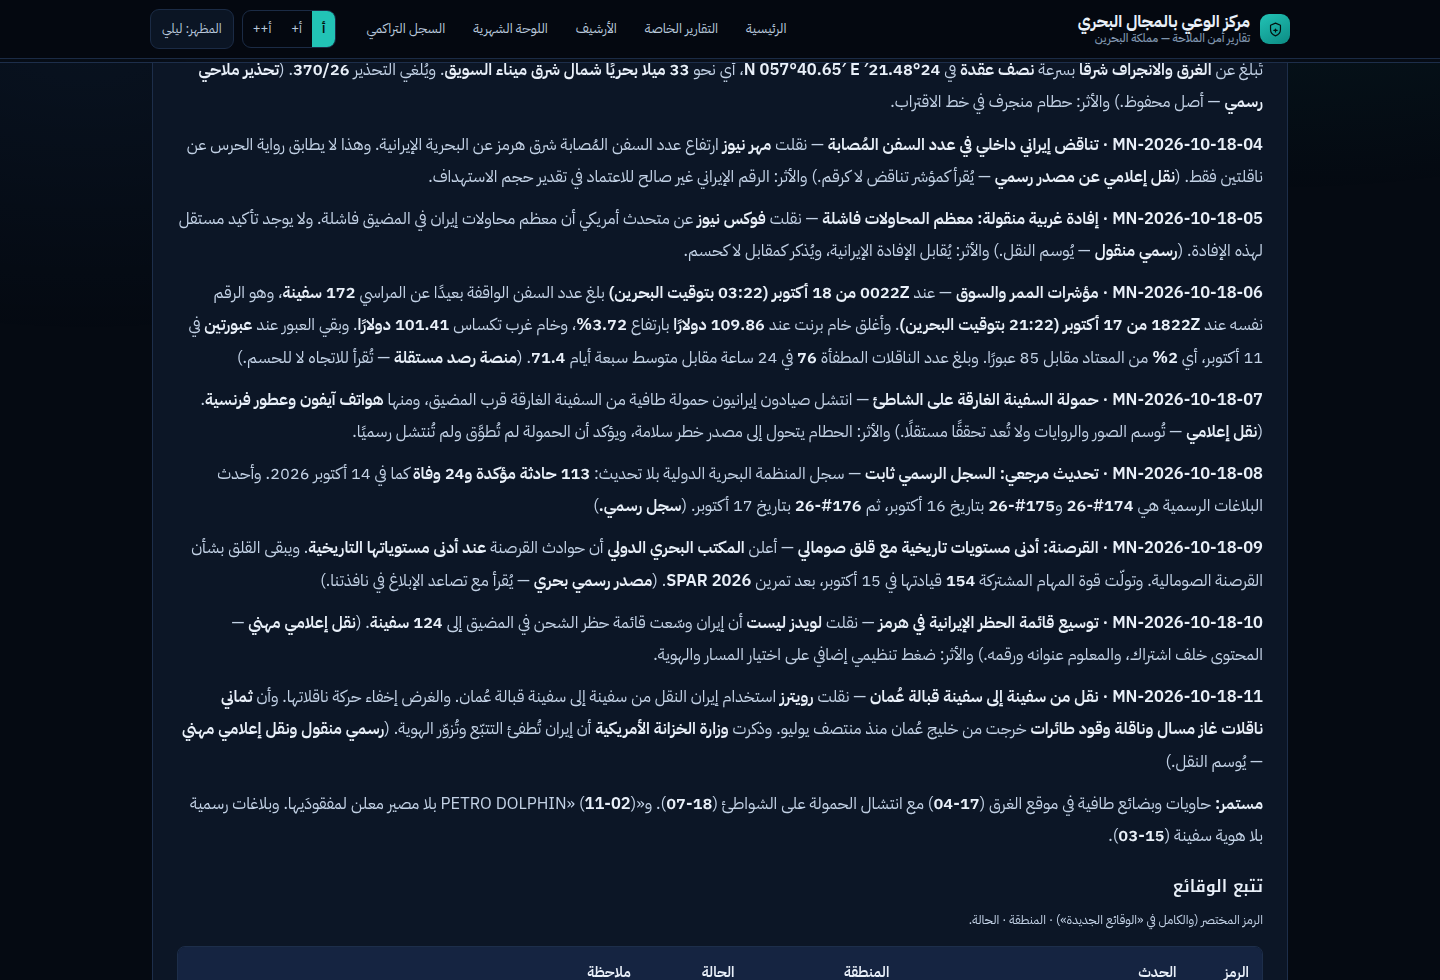 مركز الوعي بالمجال البحري
تقارير أمن الملاحة — مملكة البحرين
الرئيسية
التقارير الخاصة
الأرشيف
اللوحة الشهرية
السجل التراكمي
أ
أ+
أ++
المظهر: ليلي
تُبلغ عن الغرق والانجراف شرقًا بسرعة نصف عقدة في 24°21.48′ N 057°40.65′ E، أي نحو 33 ميلا بحريًا شمال شرق ميناء السويق. ويُلغي التحذير 370/26. (تحذير ملاحي
رسمي — أصل محفوظ.) والأثر: حطام منجرف في خط الاقتراب.
MN-2026-10-18-04 · تناقض إيراني داخلي في عدد السفن المُصابة — نقلت مهر نيوز ارتفاع عدد السفن المُصابة شرق هرمز عن البحرية الإيرانية. وهذا لا يطابق رواية الحرس عن
ناقلتين فقط. (نقل إعلامي عن مصدر رسمي — يُقرأ كمؤشر تناقض لا كرقم.) والأثر: الرقم الإيراني غير صالح للاعتماد في تقدير حجم الاستهداف.
MN-2026-10-18-05 · إفادة غربية منقولة: معظم المحاولات فاشلة — نقلت فوكس نيوز عن متحدث أمريكي أن معظم محاولات إيران في المضيق فاشلة. ولا يوجد تأكيد مستقل
لهذه الإفادة. (رسمي منقول — يُوسم النقل.) والأثر: يُقابل الإفادة الإيرانية، ويُذكر كمقابل لا كحسم.
MN-2026-10-18-06 · مؤشرات الممر والسوق — عند 0022Z من 18 أكتوبر (03:22 بتوقيت البحرين) بلغ عدد السفن الواقفة بعيدًا عن المراسي 172 سفينة، وهو الرقم
نفسه عند 1822Z من 17 أكتوبر (21:22 بتوقيت البحرين). وأغلق خام برنت عند 109.86 دولارًا بارتفاع 3.72%، وخام غرب تكساس 101.41 دولارًا. وبقي العبور عند عبورتين في
11 أكتوبر، أي 2% من المعتاد مقابل 85 عبورًا. وبلغ عدد الناقلات المطفأة 76 في 24 ساعة مقابل متوسط سبعة أيام 71.4. (منصة رصد مستقلة — تُقرأ للاتجاه لا للحسم.)
MN-2026-10-18-07 · حمولة السفينة الغارقة على الشاطئ — انتشل صيادون إيرانيون حمولة طافية من السفينة الغارقة قرب المضيق، ومنها هواتف آيفون وعطور فرنسية.
(نقل إعلامي — تُوسم الصور والروايات ولا تُعد تحققًا مستقلًا.) والأثر: الحطام يتحول إلى مصدر خطر سلامة، ويؤكد أن الحمولة لم تُطوَّق ولم تُنتشل رسميًا.
MN-2026-10-18-08 · تحديث مرجعي: السجل الرسمي ثابت — سجل المنظمة البحرية الدولية بلا تحديث: 113 حادثة مؤكدة و24 وفاة كما في 14 أكتوبر 2026. وأحدث
البلاغات الرسمية هي 174#-26 و175#-26 بتاريخ 16 أكتوبر، ثم 176#-26 بتاريخ 17 أكتوبر. (سجل رسمي.)
MN-2026-10-18-09 · القرصنة: أدنى مستويات تاريخية مع قلق صومالي — أعلن المكتب البحري الدولي أن حوادث القرصنة عند أدنى مستوياتها التاريخية. ويبقى القلق بشأن
القرصنة الصومالية. وتولّت قوة المهام المشتركة 154 قيادتها في 15 أكتوبر، بعد تمرين SPAR 2026. (مصدر رسمي بحري — يُقرأ مع تصاعد الإبلاغ في نافذتنا.)
MN-2026-10-18-10 · توسيع قائمة الحظر الإيرانية في هرمز — نقلت لويدز ليست أن إيران وسّعت قائمة حظر الشحن في المضيق إلى 124 سفينة. (نقل إعلامي مهني —
المحتوى خلف اشتراك، والمعلوم عنوانه ورقمه.) والأثر: ضغط تنظيمي إضافي على اختيار المسار والهوية.
MN-2026-10-18-11 · نقل من سفينة إلى سفينة قبالة عُمان — نقلت رويترز استخدام إيران النقل من سفينة إلى سفينة قبالة عُمان. والغرض إخفاء حركة ناقلاتها. وأن ثماني
ناقلات غاز مسال وناقلة وقود طائرات خرجت من خليج عُمان منذ منتصف يوليو. وذكرت وزارة الخزانة الأمريكية أن إيران تُطفئ التتبّع وتُزوّر الهوية. (رسمي منقول ونقل إعلامي مهني
— يُوسم النقل.)
مستمر: حاويات وبضائع طافية في موقع الغرق (17-04) مع انتشال الحمولة على الشواطئ (18-07). و«PETRO DOLPHIN» (11-02) بلا مصير معلن لمفقودَيها. وبلاغات رسمية
بلا هوية سفينة (15-03).
تتبع الوقائع
الرمز المختصر (والكامل في «الوقائع الجديدة») · المنطقة · الحالة.
الرمز
الحدث
المنطقة
الحالة
ملاحظة